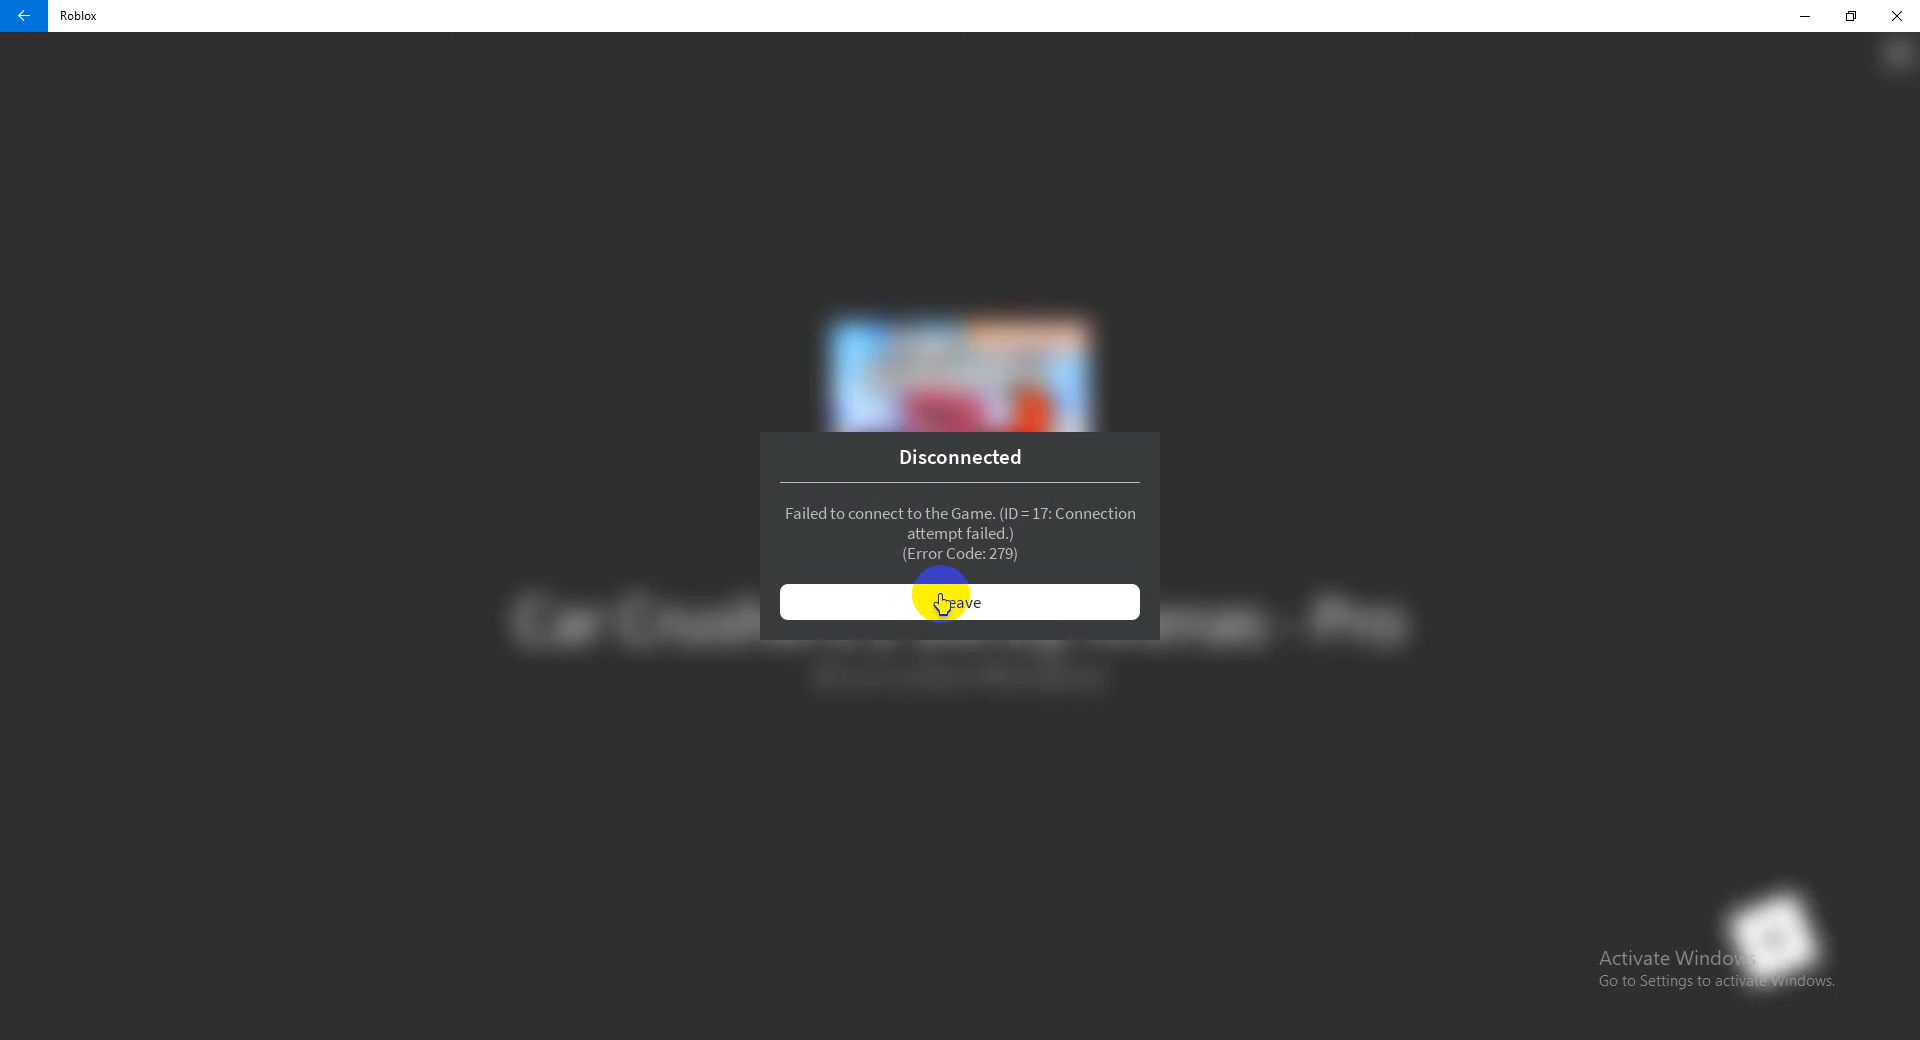 Roblox
Disconnected
Failed to connect to the Game. (ID = 17: Connection
attempt failed.)
(Error Code: 279)
eave
Activate Windows
Go to Settings to activate Windows.